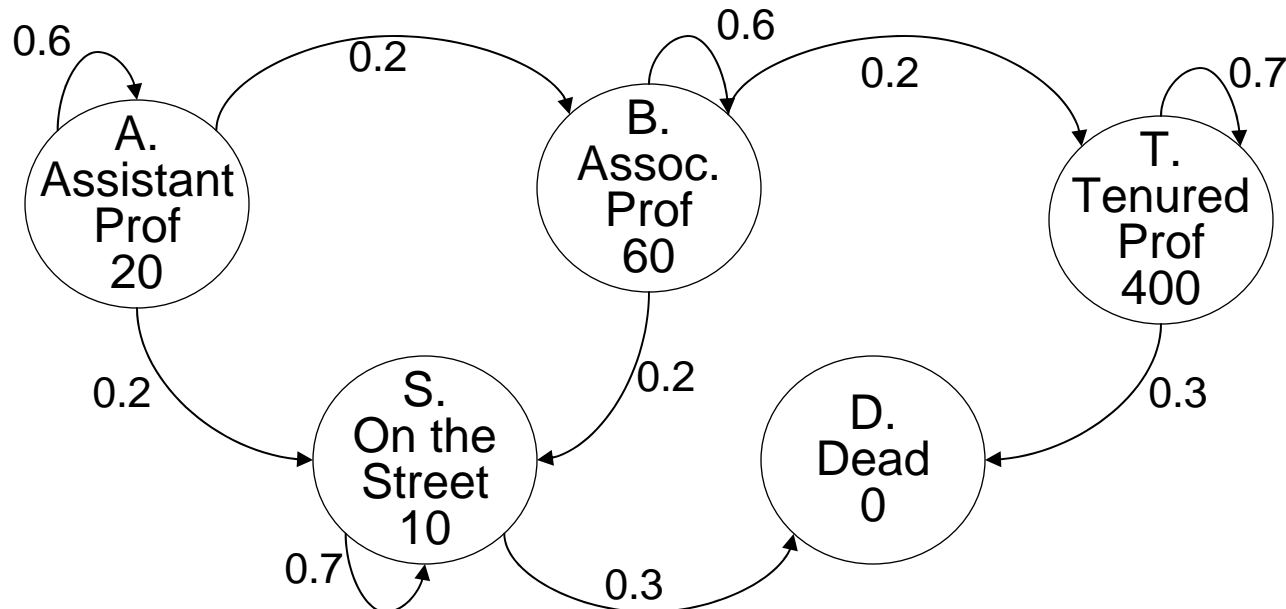 0.6
A.
Assistant
Prof
20
0.2
0.6
B.
Assoc.
Prof
60
0.2
0.7
T.
Tenured
Prof
400
0.2
S.
On the
Street
10
0.2
D.
Dead
0
0.3
0.7
0.3